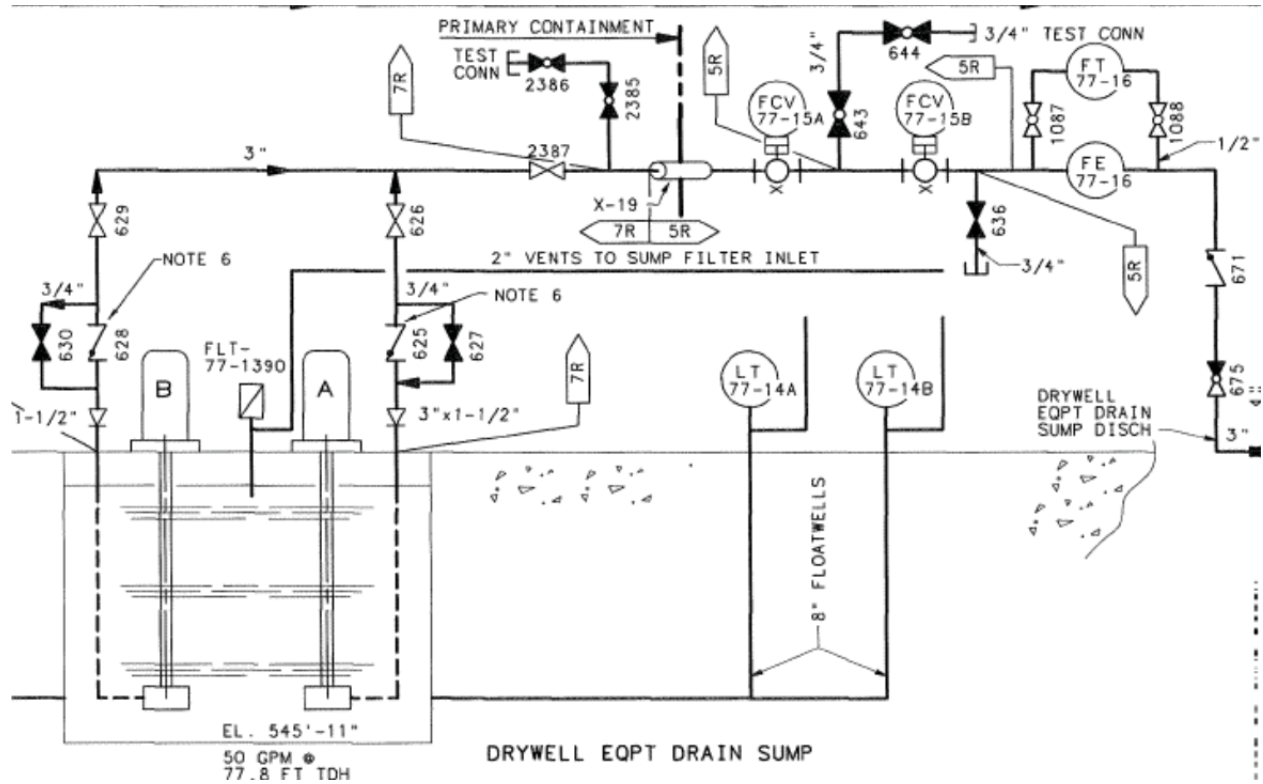 PRIMARY CONTAINMENT
TEST
CONN
2386
2385
7R
5R
3/4"
644
3/4" TEST CONN
5R
FT
77-16
FCV
77-15A
643
FCV
77-15B
1087
1088
1/2"
3"
2387
FE
77-16
X
X
X-19
7R
5R
629
626
636
3/4"
5R
671
NOTE 6
2" VENTS TO SUMP FILTER INLET
3/4"
3/4"
NOTE 6
630
628
625
627
FLT-
77-1390
7R
B
A
LT
77-14A
LT
77-14B
675
1-1/2"
3"x1-1/2"
DRYWELL
EQPT DRAIN
SUMP DISCH
3"
8" FLOATWELLS
EL. 545'-11"
50 GPM @
77.8 FT TDH
DRYWELL EQPT DRAIN SUMP